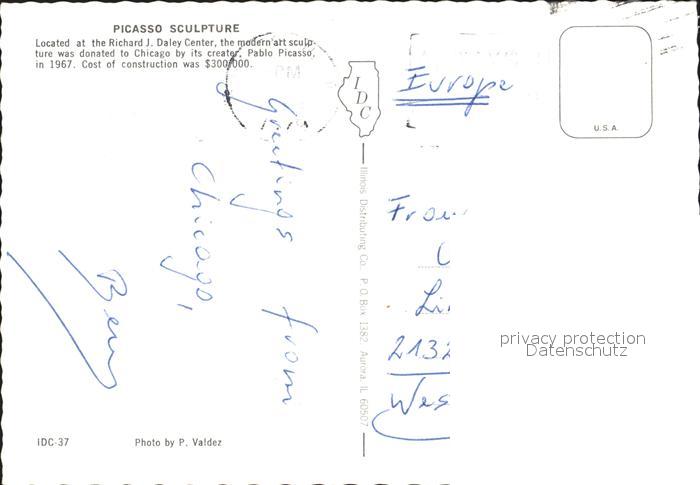 PICASSO SCULPTURE
Located at the Richard J. Daley Center, the modern art sculp-
ture was donated to Chicago by its creator, Pablo Picasso,
in 1967. Cost of construction was $300,000.
PM
Greetings from
Chicago,
IDC
Illinois Distributing Co. P.O. Box 1382 Aurora, IL 60507
Europe
U.S.A.
2132
privacy protection
Datenschutz
IDC-37
Photo by P. Valdez